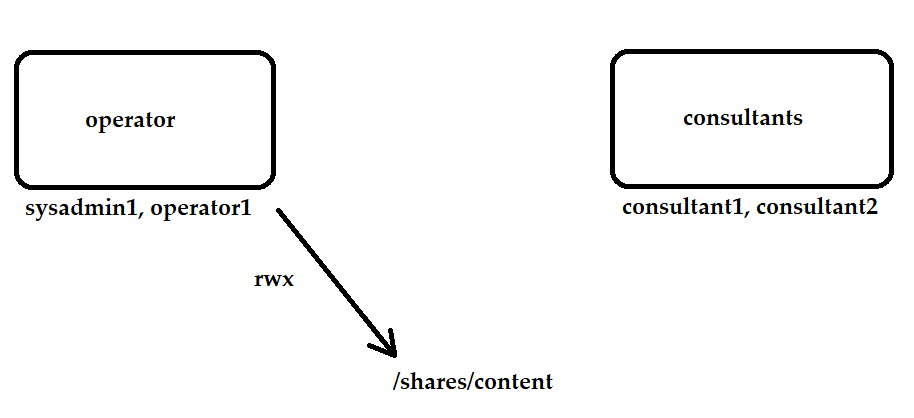 operator
consultants
sysadmin1, operator1
consultant1, consultant2
rwx
/shares/content